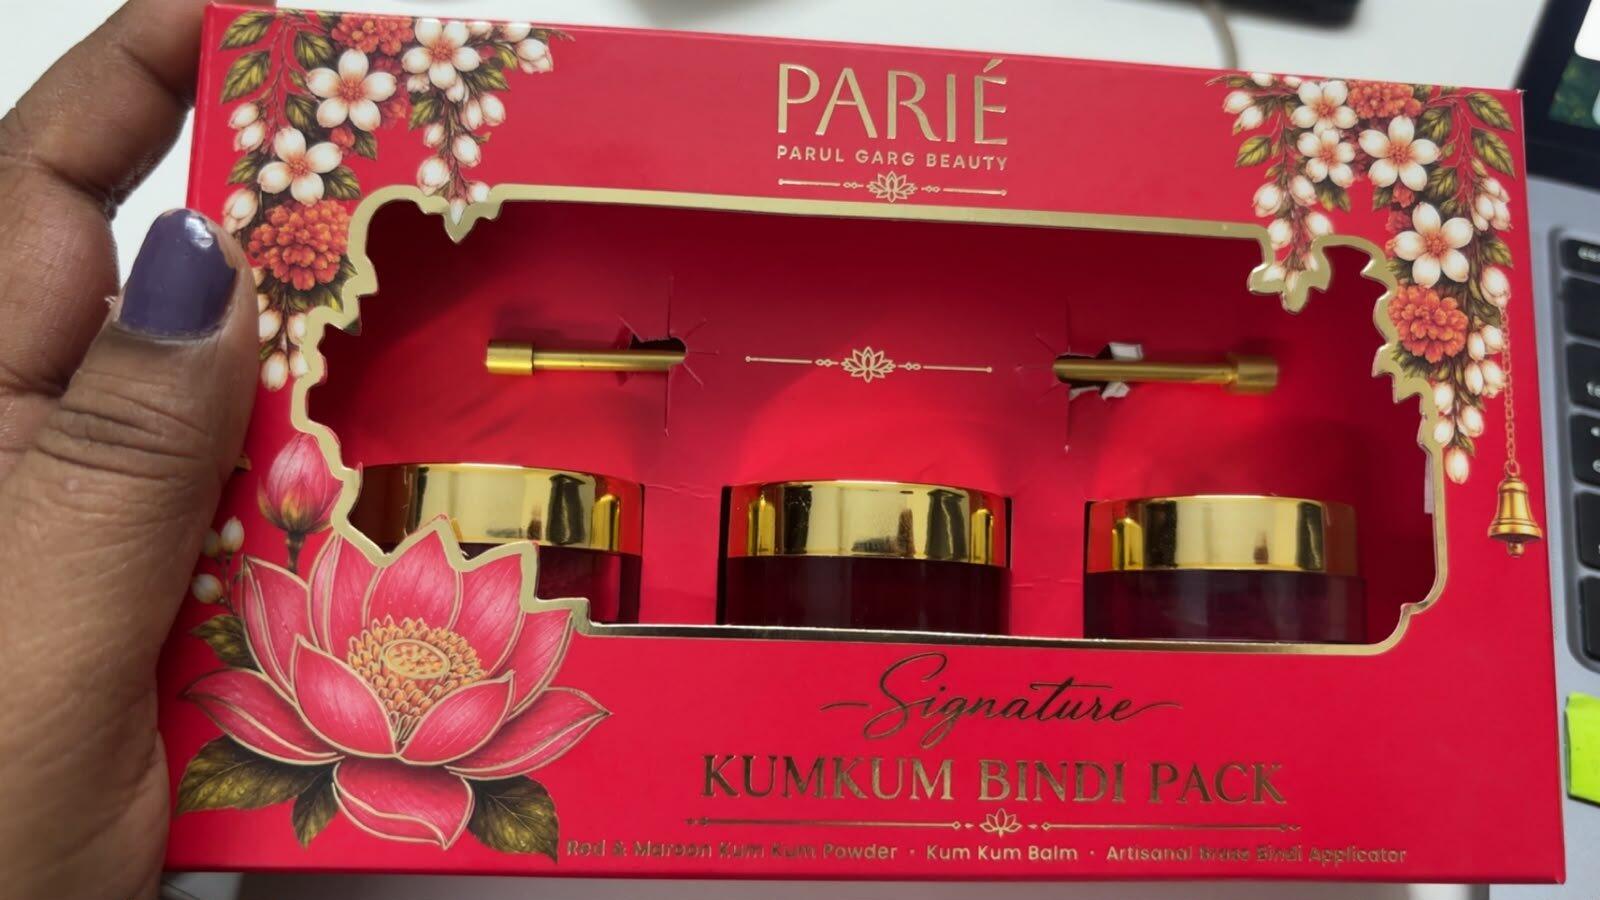 PARIÉ
PARUL GARG BEAUTY
Signature
KUMKUM BINDI PACK
Red & Maroon Kum Kum Powder • Kum Kum Balm • Artisanal Brass Bindi Applicator